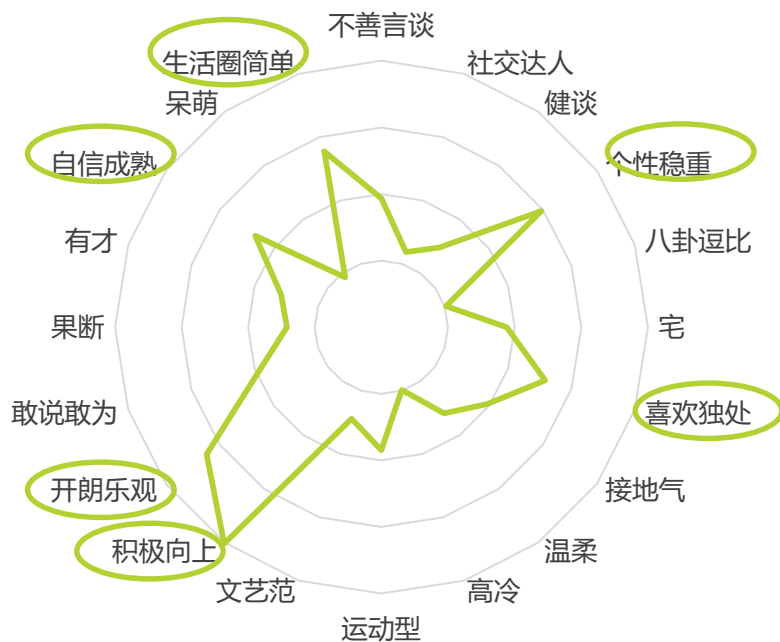 不善言谈
社交达人
健谈
个性稳重
八卦逗比
宅
喜欢独处
接地气
温柔
高冷
运动型
文艺范
积极向上
开朗乐观
敢说敢为
果断
有才
自信成熟
呆萌
生活圈简单